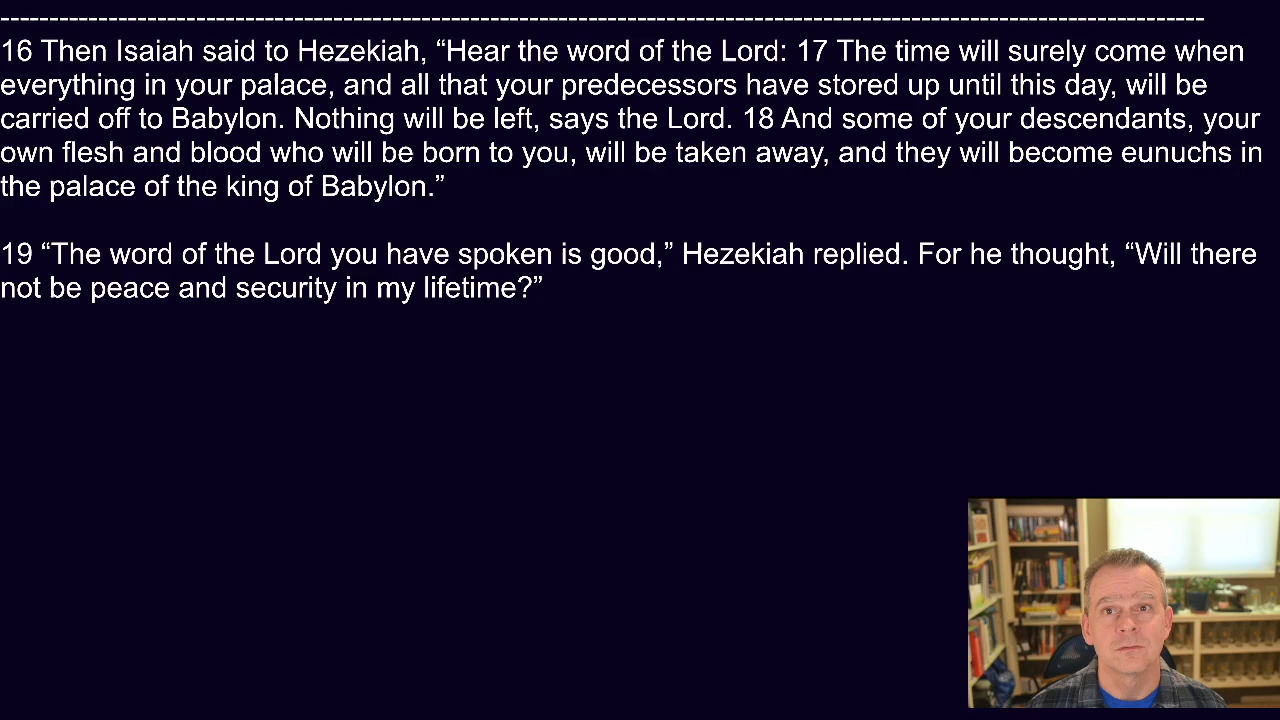 --------------------------------------------------------------------------------------------------------------------------
16 Then Isaiah said to Hezekiah, “Hear the word of the Lord: 17 The time will surely come when
everything in your palace, and all that your predecessors have stored up until this day, will be
carried off to Babylon. Nothing will be left, says the Lord. 18 And some of your descendants, your
own flesh and blood who will be born to you, will be taken away, and they will become eunuchs in
the palace of the king of Babylon.”
19 “The word of the Lord you have spoken is good,” Hezekiah replied. For he thought, “Will there
not be peace and security in my lifetime?”